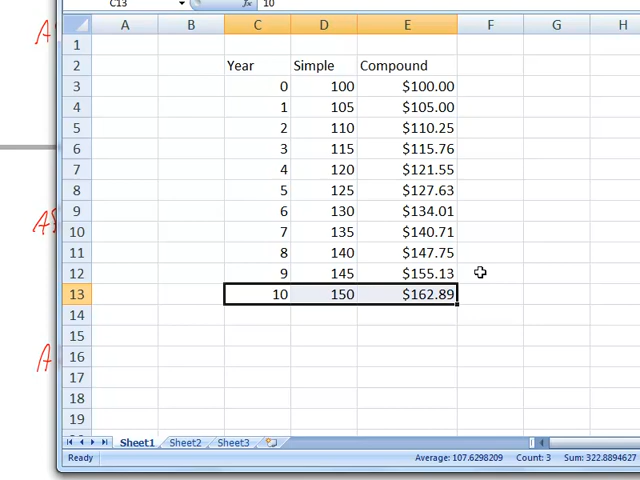 C13 fx 10
A B C D E F G H
1
2 Year Simple Compound
3 0 100 $100.00
4 1 105 $105.00
5 2 110 $110.25
6 3 115 $115.76
7 4 120 $121.55
8 5 125 $127.63
9 6 130 $134.01
10 7 135 $140.71
11 8 140 $147.75
12 9 145 $155.13
13 10 150 $162.89
14
15
16
17
18
19
Sheet1 Sheet2 Sheet3
Ready Average: 107.6298209 Count: 3 Sum: 322.8894627